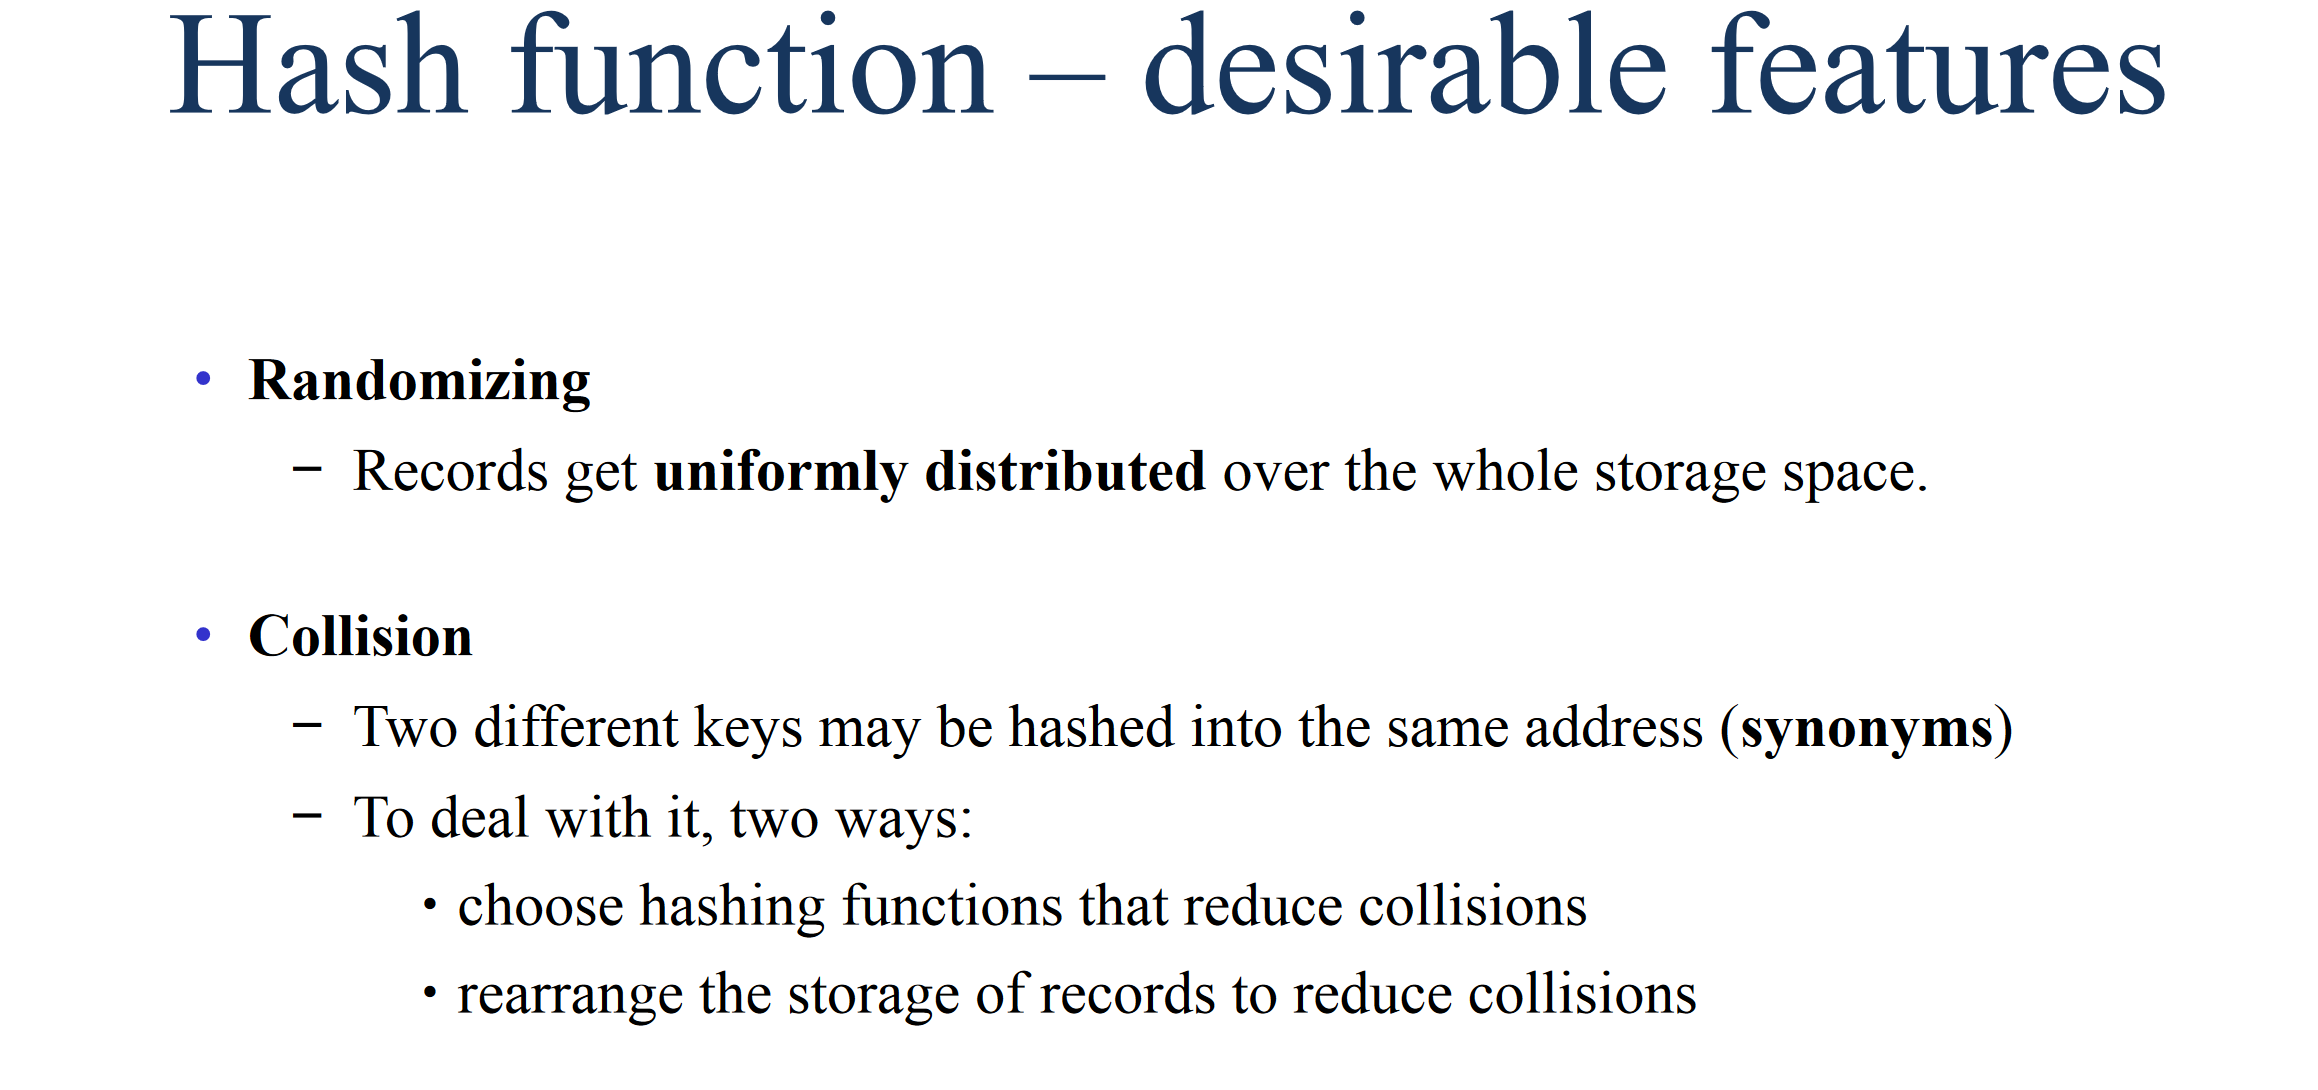 Hash function – desirable features
• Randomizing
– Records get uniformly distributed over the whole storage space.
• Collision
– Two different keys may be hashed into the same address (synonyms)
– To deal with it, two ways:
• choose hashing functions that reduce collisions
• rearrange the storage of records to reduce collisions